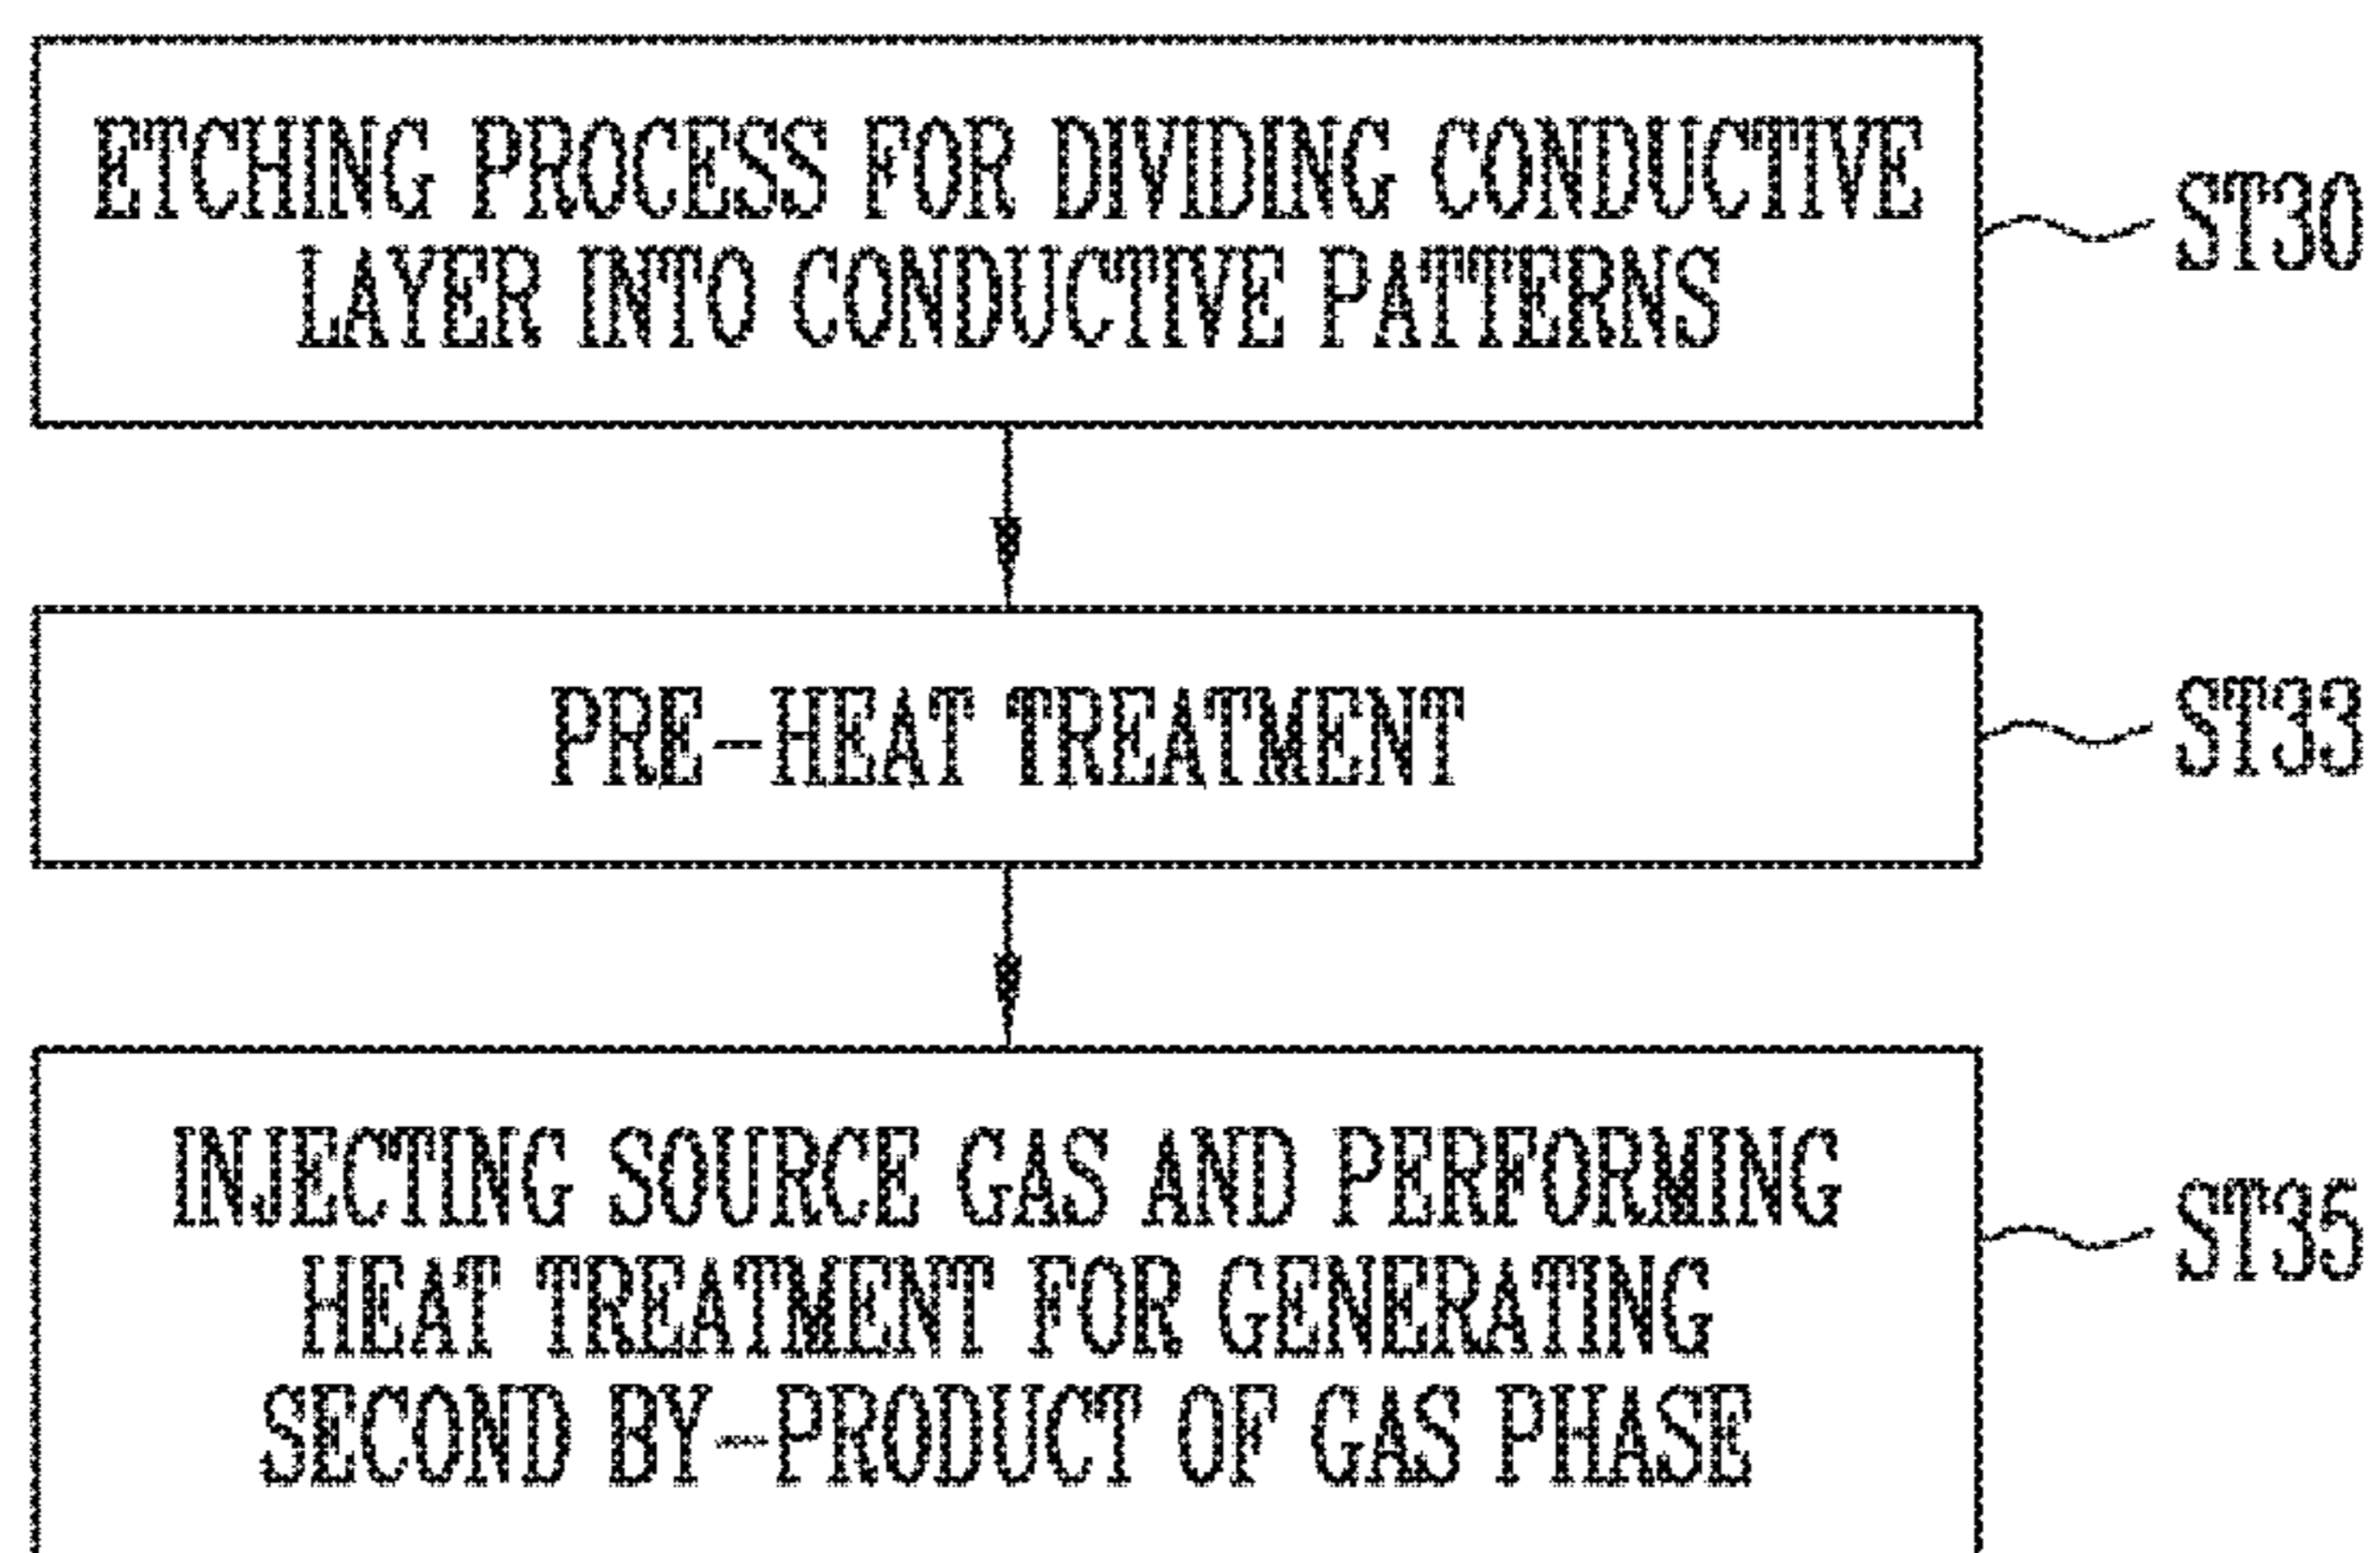 ETCHING PROCESS FOR DIVIDING CONDUCTIVE
LAYER INTO CONDUCTIVE PATTERNS
ST30
PRE-HEAT TREATMENT
ST33
INJECTING SOURCE GAS AND PERFORMING
HEAT TREATMENT FOR GENERATING
SECOND BY-PRODUCT OF GAS PHASE
ST35